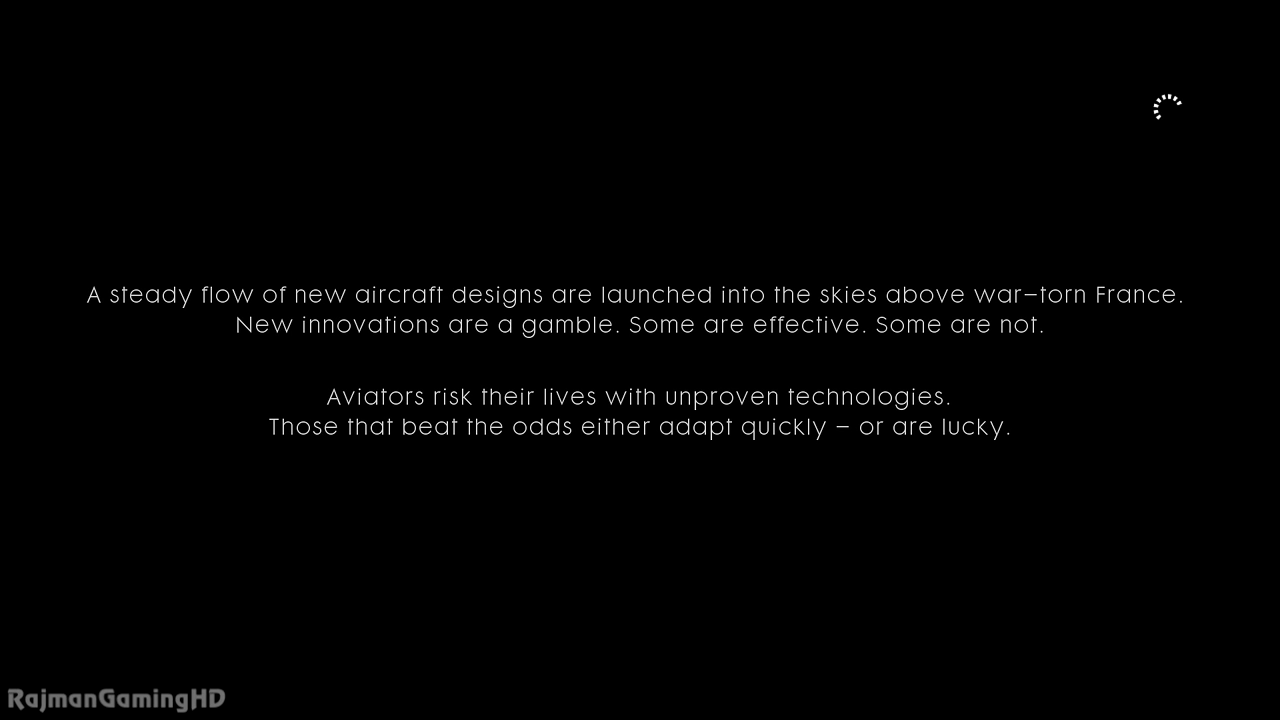 A steady flow of new aircraft designs are launched into the skies above war–torn France.
New innovations are a gamble. Some are effective. Some are not.
Aviators risk their lives with unproven technologies.
Those that beat the odds either adapt quickly – or are lucky.
RajmanGamingHD